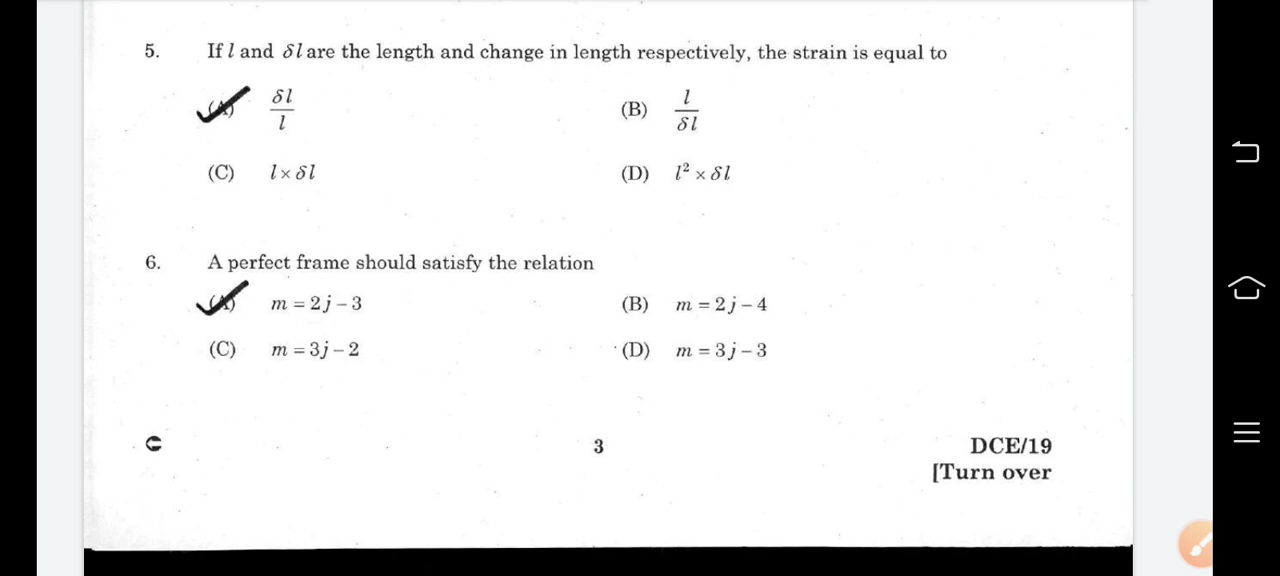 5. If l and δl are the length and change in length respectively, the strain is equal to
(A) δl/l (B) l/δl
(C) l × δl (D) l² × δl
6. A perfect frame should satisfy the relation
(A) m = 2j – 3 (B) m = 2j – 4
(C) m = 3j – 2 (D) m = 3j – 3
3 DCE/19
[Turn over